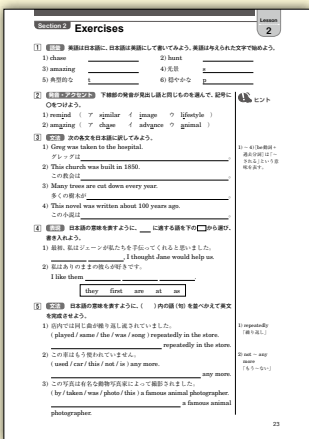 Section 2 Exercises
Lesson 2
1 語彙 英語は日本語に、日本語は英語にして書いてみよう。英語は与えられた文字で始めよう。
1) chase 2) hunt
3) amazing 4) 光景 s
5) 典型的な t 6) 穏やかな p
2 発音・アクセント 下線部の発音が見出し語と同じものを選んで、記号に
○をつけよう。
ヒント
1) remind ( ア similar イ image ウ lifestyle )
2) amazing ( ア chase イ advance ウ animal )
3 文法 次の各文を日本語に訳してみよう。
1) Greg was taken to the hospital.
グレッグは 。
1)～4)［be動詞＋
過去分詞］は「～
される」という意
味を表す。
2) This church was built in 1850.
この教会は 。
3) Many trees are cut down every year.
多くの樹木が 。
4) This novel was written about 100 years ago.
この小説は 。
4 表現 日本語の意味を表すように、 に適する語を下の から選び、
書き入れよう。
1) 最初、私はジェーンが私たちを手伝ってくれると思いました。
, I thought Jane would help us.
2) 私はありのままの彼らが好きです。
I like them .
they first are at as
5 文法 日本語の意味を表すように、( )内の語(句)を並べかえて英文
を完成させよう。
1) 店内では同じ曲が繰り返し流されていました。
( played / same / the / was / song ) repeatedly in the store.
repeatedly in the store.
1) repeatedly
「繰り返し」
2) この車はもう使われていません。
( used / car / this / not / is ) any more.
any more.
2) not ～ any
more
「もう～ない」
3) この写真は有名な動物写真家によって撮影されました。
( by / taken / was / photo / this ) a famous animal photographer.
a famous animal
photographer.
23